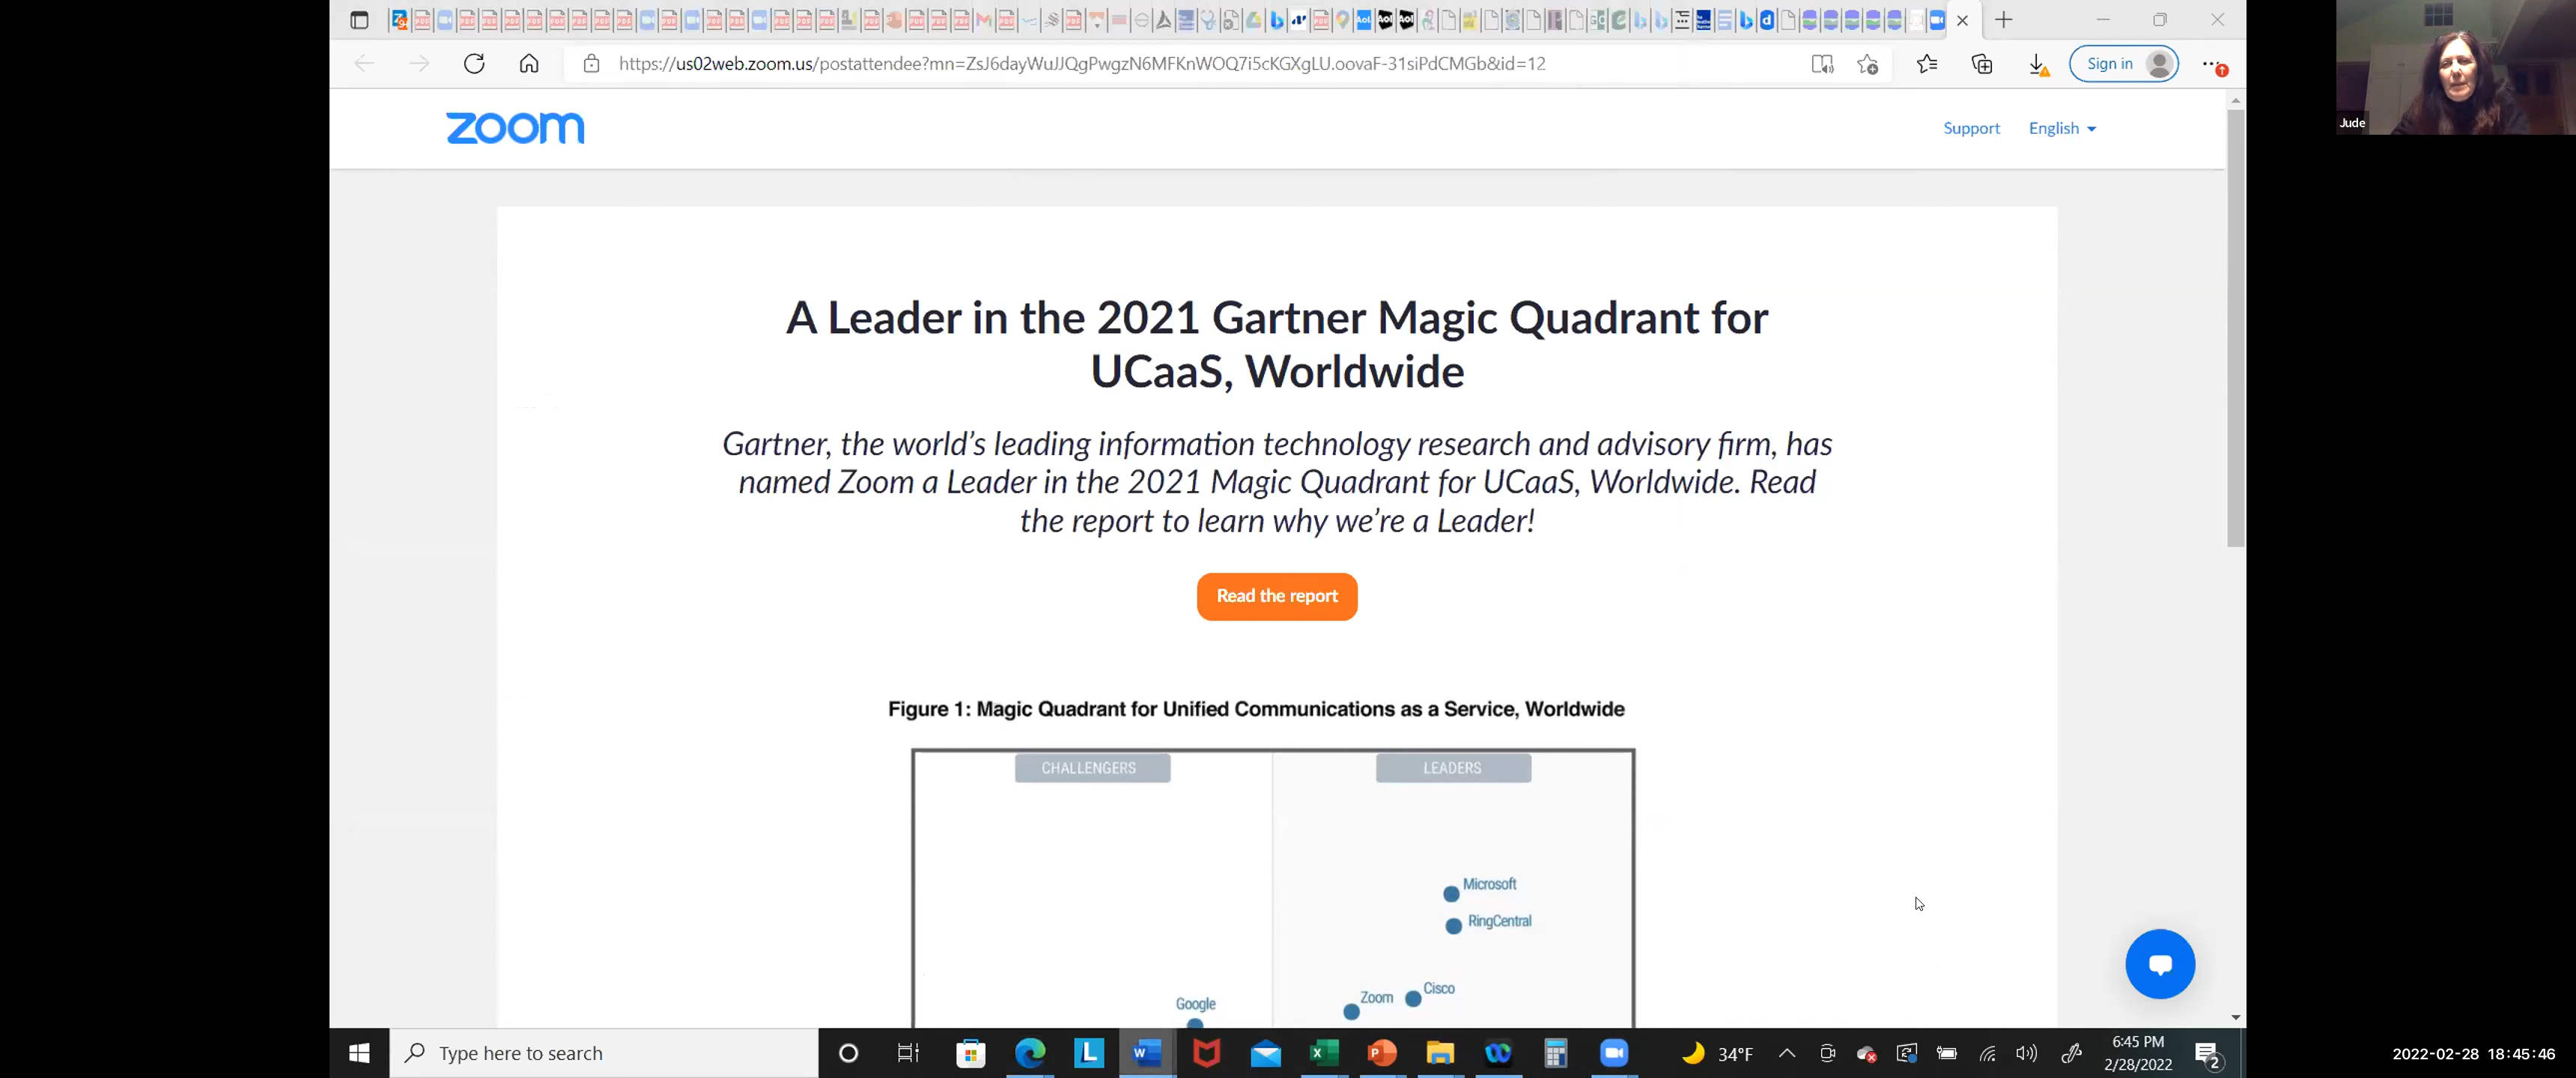 https://us02web.zoom.us/postattendee?mn=ZsJ6dayWuJJQgPwgzN6MFKnWOQ7i5cKGXgLU.oovaF-31siPdCMGb&id=12
Sign in
Jude
zoom
Support
English
A Leader in the 2021 Gartner Magic Quadrant for
UCaaS, Worldwide
Gartner, the world's leading information technology research and advisory firm, has
named Zoom a Leader in the 2021 Magic Quadrant for UCaaS, Worldwide. Read
the report to learn why we're a Leader!
Read the report
Figure 1: Magic Quadrant for Unified Communications as a Service, Worldwide
CHALLENGERS
LEADERS
Microsoft
RingCentral
Cisco
Zoom
Google
Type here to search
34°F
6:45 PM
2/28/2022
2
2022-02-28 18:45:46